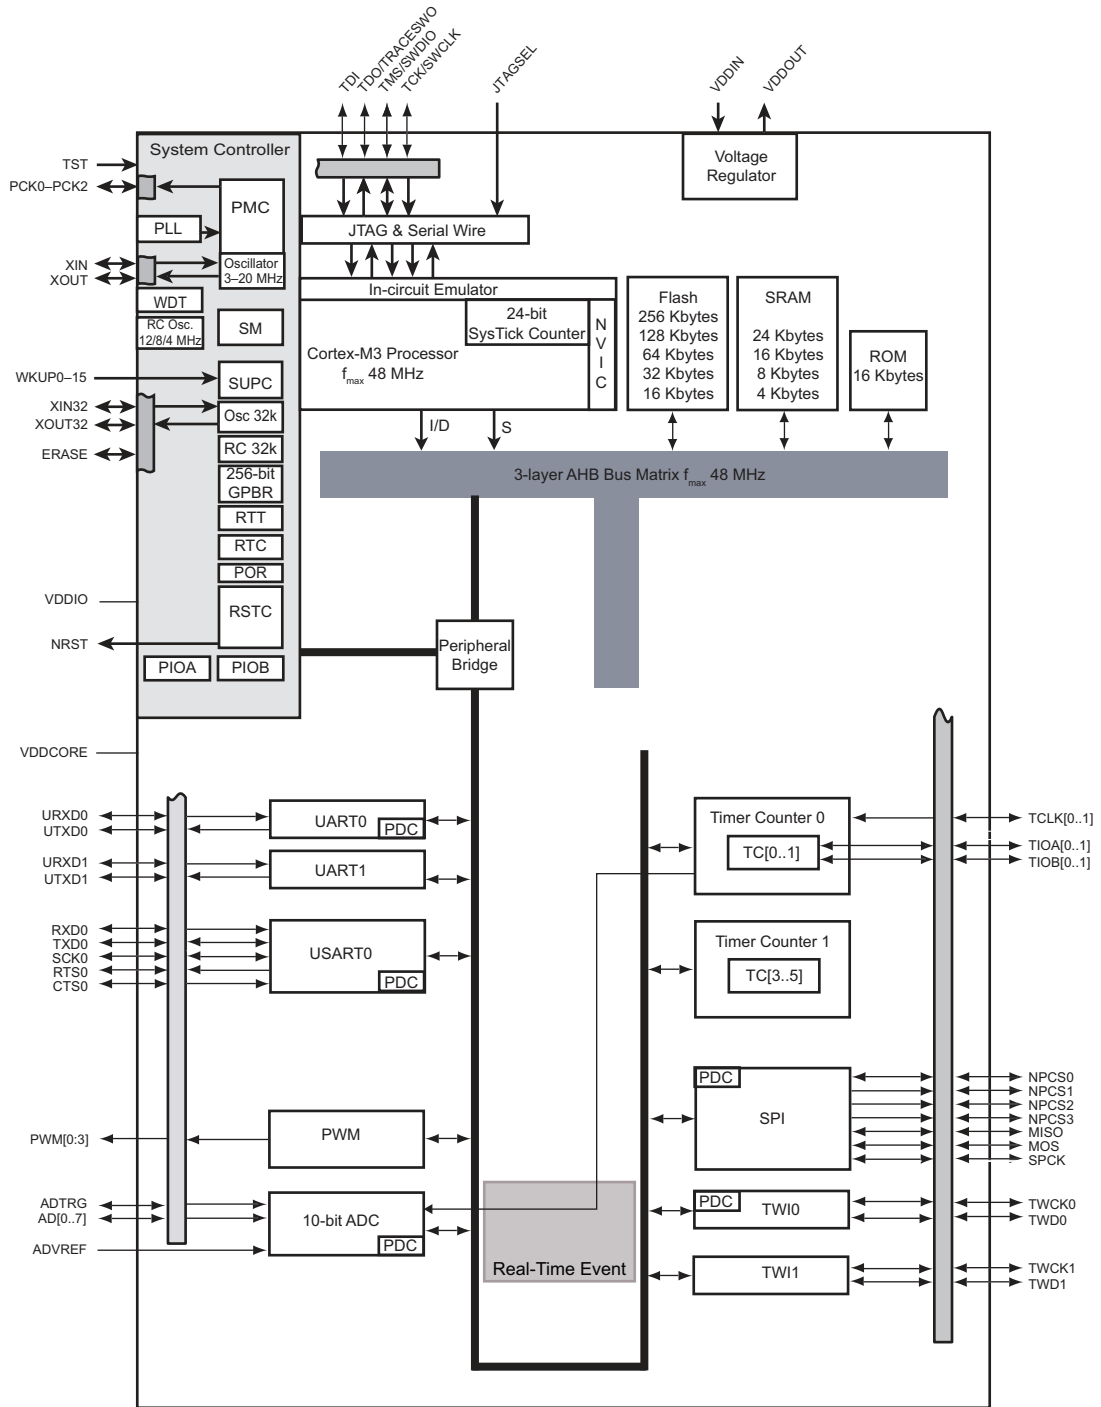 TDI
TDO/TRACESWO
TMS/SWDIO
TCK/SWCLK
JTAGSEL
VDDIN
VDDOUT
System Controller
Voltage
Regulator
TST
PCK0–PCK2
PMC
PLL
JTAG & Serial Wire
XIN
XOUT
Oscillator
3–20 MHz
In-circuit Emulator
WDT
RC Osc.
12/8/4 MHz
SM
24-bit
SysTick Counter
N
V
I
C
Cortex-M3 Processor
fmax 48 MHz
Flash
256 Kbytes
128 Kbytes
64 Kbytes
32 Kbytes
16 Kbytes
SRAM
24 Kbytes
16 Kbytes
8 Kbytes
4 Kbytes
ROM
16 Kbytes
WKUP0–15
SUPC
XIN32
XOUT32
Osc 32k
ERASE
RC 32k
I/D
S
3-layer AHB Bus Matrix fmax 48 MHz
256-bit
GPBR
RTT
RTC
POR
VDDIO
RSTC
NRST
PIOA
PIOB
Peripheral
Bridge
VDDCORE
URXD0
UTXD0
UART0
PDC
URXD1
UTXD1
UART1
RXD0
TXD0
SCK0
RTS0
CTS0
USART0
PDC
PWM[0:3]
PWM
ADTRG
AD[0..7]
ADVREF
10-bit ADC
PDC
Real-Time Event
Timer Counter 0
TC[0..1]
TCLK[0..1]
TIOA[0..1]
TIOB[0..1]
Timer Counter 1
TC[3..5]
PDC
SPI
NPCS0
NPCS1
NPCS2
NPCS3
MISO
MOS
SPCK
PDC
TWI0
TWCK0
TWD0
TWI1
TWCK1
TWD1